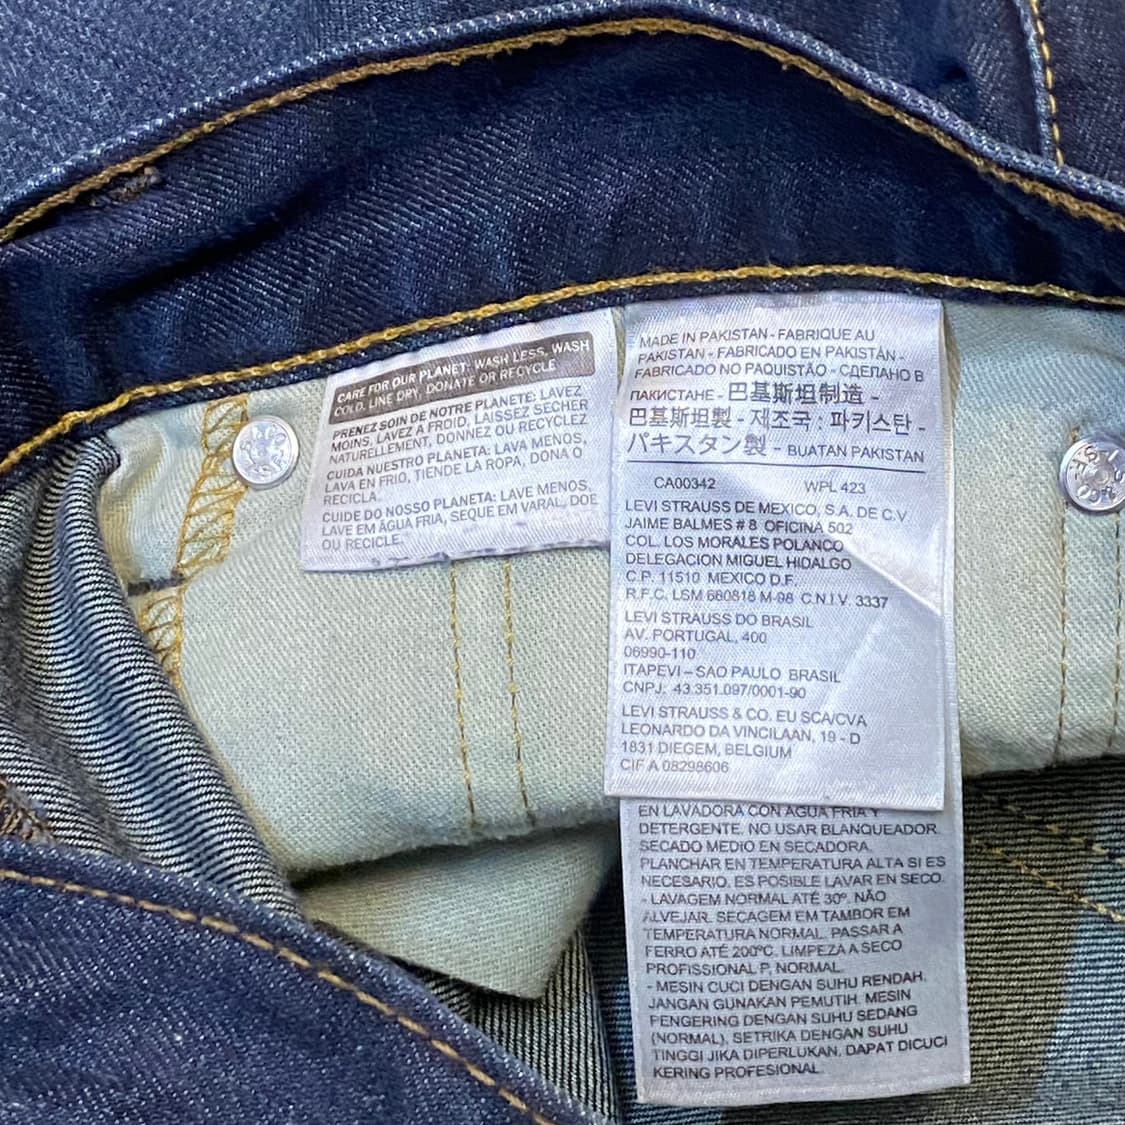 CARE FOR OUR PLANET: WASH LESS, WASH
COLD, LINE DRY, DONATE OR RECYCLE.
PRENEZ SOIN DE NOTRE PLANETE: LAVEZ
MOINS, LAVEZ A FROID, LAISSEZ SECHER
NATURELLEMENT, DONNEZ OU RECYCLEZ
CUIDA NUESTRO PLANETA: LAVA MENOS,
LAVA EN FRIO, TIENDE LA ROPA, DONA O
RECICLA.
CUIDE DO NOSSO PLANETA: LAVE MENOS,
LAVE EM ÁGUA FRIA, SEQUE EM VARAL, DOE
OU RECICLE.
MADE IN PAKISTAN - FABRIQUE AU
PAKISTAN - FABRICADO EN PAKISTÁN -
FABRICADO NO PAQUISTÃO - СДЕЛАНО В
ПАКИСТАНЕ - 巴基斯坦制造 -
巴基斯坦製 - 제조국 : 파키스탄 -
パキスタン製 - BUATAN PAKISTAN
CA00342 WPL 423
LEVI STRAUSS DE MEXICO, S.A. DE C.V.
JAIME BALMES # 8 OFICINA 502
COL. LOS MORALES POLANCO
DELEGACION MIGUEL HIDALGO
C.P. 11510 MEXICO D.F.
R.F.C. LSM 680818 M-98 C.N.I.V. 3337
LEVI STRAUSS DO BRASIL
AV. PORTUGAL, 400
06990-110
ITAPEVI – SAO PAULO BRASIL
CNPJ: 43.351.097/0001-90
LEVI STRAUSS & CO. EU SCA/CVA
LEONARDO DA VINCILAAN, 19 - D
1831 DIEGEM, BELGIUM
CIF A 08298606
EN LAVADORA CON AGUA FRIA Y
DETERGENTE. NO USAR BLANQUEADOR.
SECADO MEDIO EN SECADORA.
PLANCHAR EN TEMPERATURA ALTA SI ES
NECESARIO. ES POSIBLE LAVAR EN SECO.
- LAVAGEM NORMAL ATÉ 30º. NÃO
ALVEJAR. SECAGEM EM TAMBOR EM
TEMPERATURA NORMAL. PASSAR A
FERRO ATÉ 200ºC. LIMPEZA A SECO
PROFISSIONAL P, NORMAL.
- MESIN CUCI DENGAN SUHU RENDAH.
JANGAN GUNAKAN PEMUTIH. MESIN
PENGERING DENGAN SUHU SEDANG
(NORMAL). SETRIKA DENGAN SUHU
TINGGI JIKA DIPERLUKAN. DAPAT DICUCI
KERING PROFESIONAL.